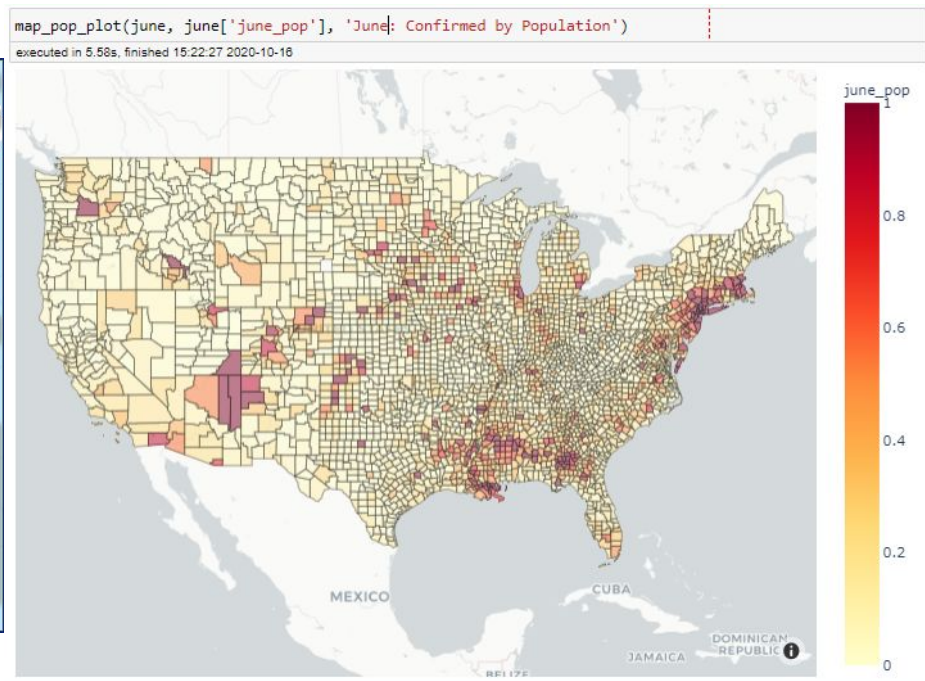 map_pop_plot(june, june['june_pop'], 'June: Confirmed by Population')
executed in 5.58s, finished 15:22:27 2020-10-16
june_pop
1
0.8
0.6
0.4
0.2
0
MEXICO
CUBA
DOMINICAN
REPUBLIC
JAMAICA
BELIZE
i